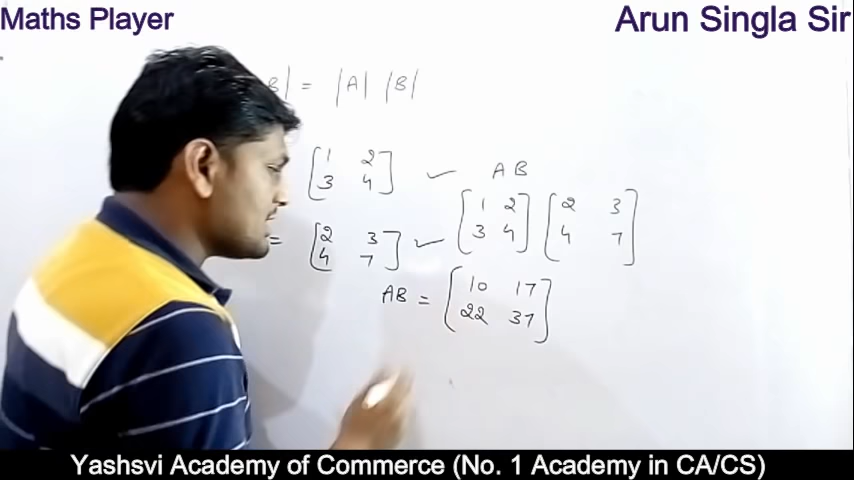 Maths Player
Arun Singla Sir
B| = |A| |B|
[1 2
3 4]
A B
= [2 3
4 7]
[1 2
3 4] [2 3
4 7]
AB = [10 17
22 37]
Yashsvi Academy of Commerce (No. 1 Academy in CA/CS)